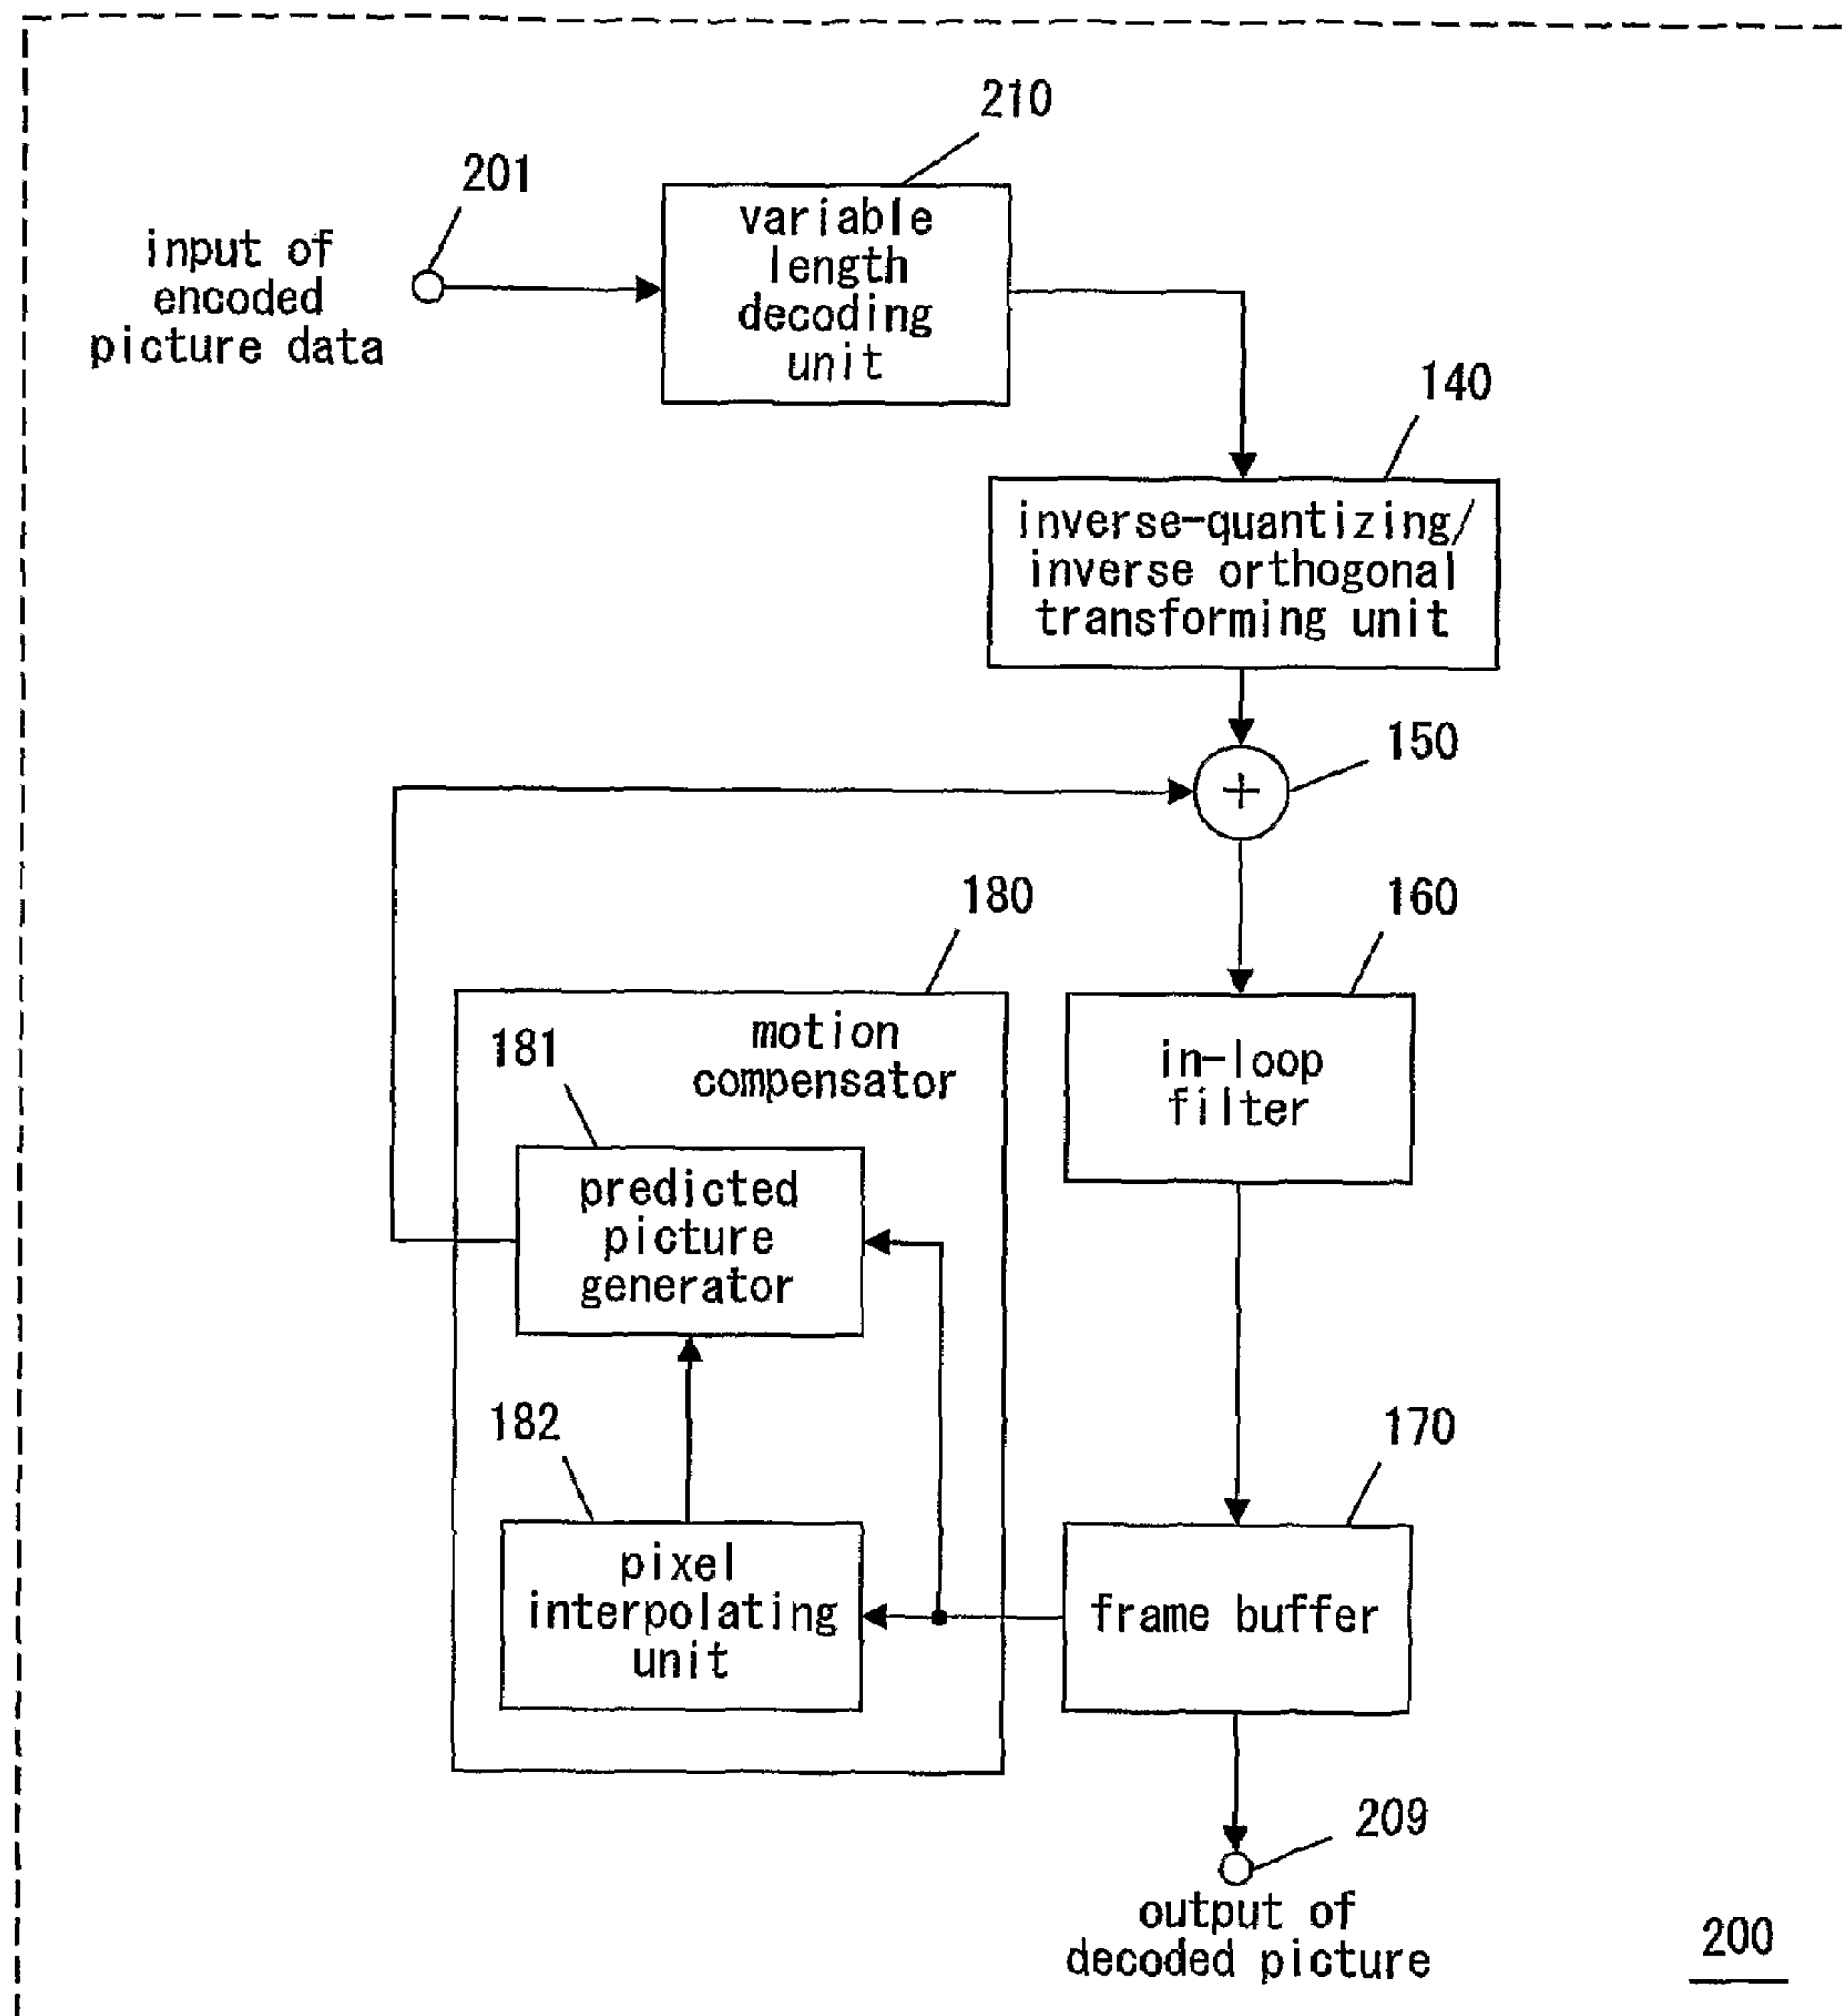 210
201
variable
length
decoding
unit
input of
encoded
picture data
140
inverse-quantizing/
inverse orthogonal
transforming unit
150
+
180
160
motion
compensator
181
in-loop
filter
predicted
picture
generator
182
170
pixel
interpolating
unit
frame buffer
209
output of
decoded picture
200